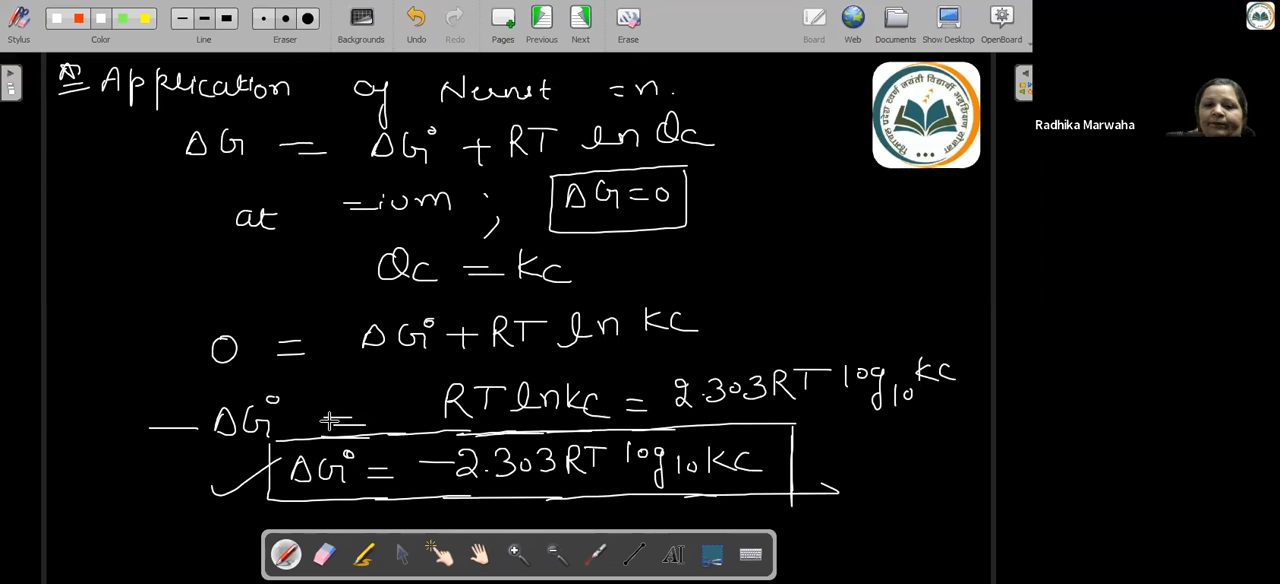 Stylus Color Line Eraser Backgrounds Undo Redo Pages Previous Next Erase Board Web Documents Show Desktop OpenBoard
Application of Nernst =n.
ΔG = ΔG° + RT ln Qc
at =ium ; ΔG=0
Qc = Kc
0 = ΔG° + RT ln Kc
— ΔG° = RT ln Kc = 2.303 RT log₁₀ Kc
ΔG° = —2.303 RT log₁₀ Kc
Radhika Marwaha